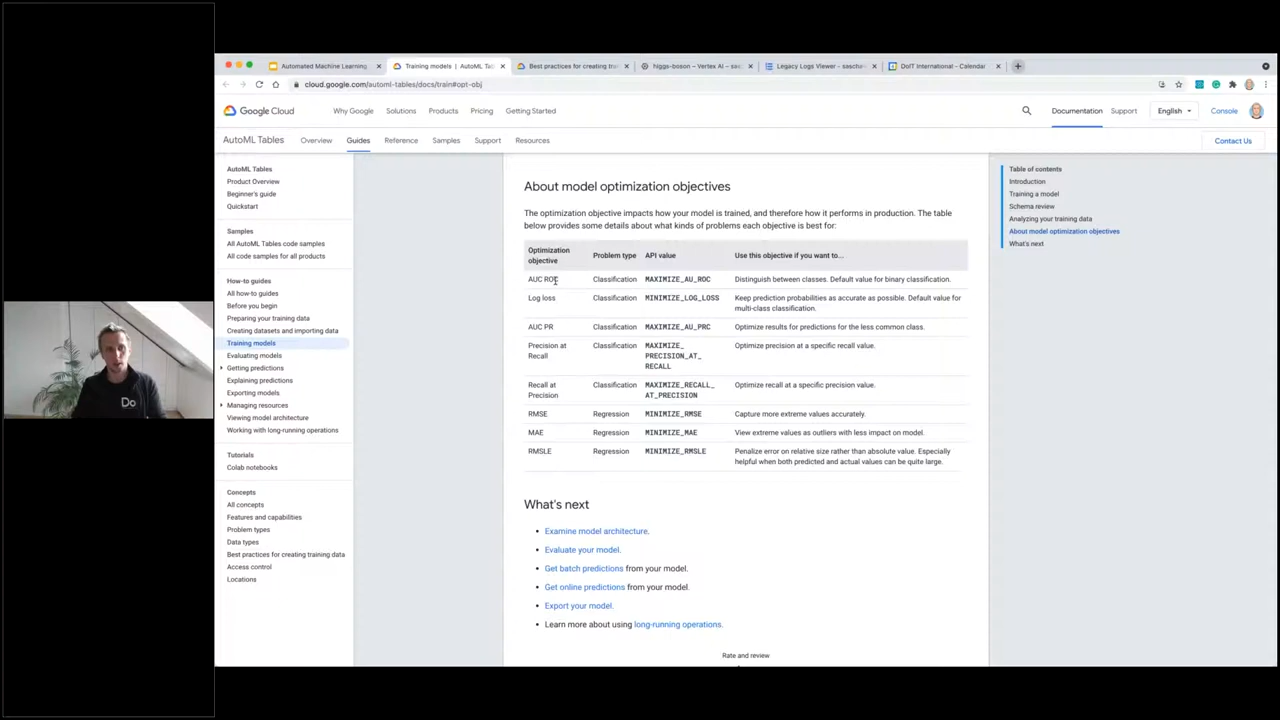 Automated Machine Learning
Training models | AutoML Tab
Best practices for creating trai
higgs-boson – Vertex AI – sas
Legacy Logs Viewer – sasche
DoIT International - Calendar
cloud.google.com/automl-tables/docs/train#opt-obj
Google Cloud
Why Google
Solutions
Products
Pricing
Getting Started
Documentation
Support
English
Console
AutoML Tables
Overview
Guides
Reference
Samples
Support
Resources
Contact Us
AutoML Tables
Product Overview
Beginner's guide
Quickstart
Samples
All AutoML Tables code samples
All code samples for all products
How-to guides
All how-to guides
Before you begin
Preparing your training data
Creating datasets and importing data
Training models
Evaluating models
Getting predictions
Explaining predictions
Exporting models
Managing resources
Viewing model architecture
Working with long-running operations
Tutorials
Colab notebooks
Concepts
All concepts
Features and capabilities
Problem types
Data types
Best practices for creating training data
Access control
Locations
About model optimization objectives
The optimization objective impacts how your model is trained, and therefore how it performs in production. The table
below provides some details about what kinds of problems each objective is best for:
Optimization
objective
Problem type
API value
Use this objective if you want to...
AUC ROC
Classification
MAXIMIZE_AU_ROC
Distinguish between classes. Default value for binary classification.
Log loss
Classification
MINIMIZE_LOG_LOSS
Keep prediction probabilities as accurate as possible. Default value for
multi-class classification.
AUC PR
Classification
MAXIMIZE_AU_PRC
Optimize results for predictions for the less common class.
Precision at
Recall
Classification
MAXIMIZE_
PRECISION_AT_
RECALL
Optimize precision at a specific recall value.
Recall at
Precision
Classification
MAXIMIZE_RECALL_
AT_PRECISION
Optimize recall at a specific precision value.
RMSE
Regression
MINIMIZE_RMSE
Capture more extreme values accurately.
MAE
Regression
MINIMIZE_MAE
View extreme values as outliers with less impact on model.
RMSLE
Regression
MINIMIZE_RMSLE
Penalize error on relative size rather than absolute value. Especially
helpful when both predicted and actual values can be quite large.
What's next
Examine model architecture.
Evaluate your model.
Get batch predictions from your model.
Get online predictions from your model.
Export your model.
Learn more about using long-running operations.
Rate and review
Table of contents
Introduction
Training a model
Schema review
Analyzing your training data
About model optimization objectives
What's next
Do